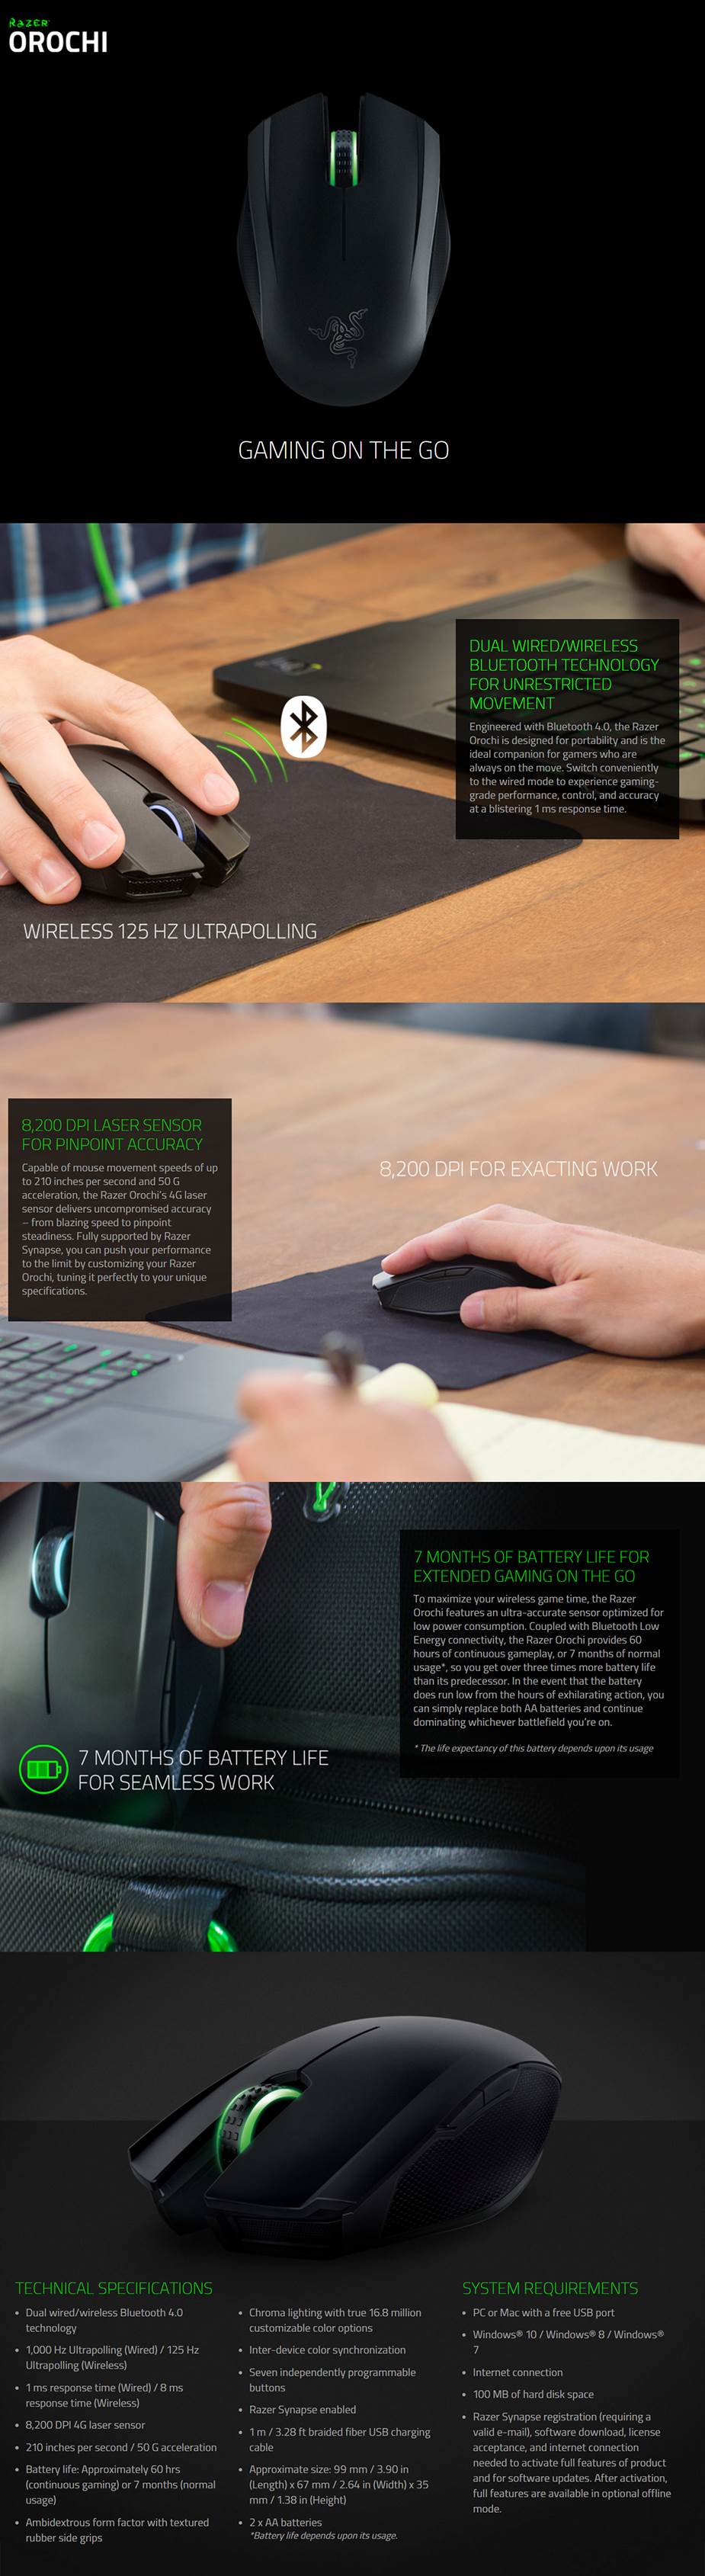 RAZER
OROCHI
GAMING ON THE GO
DUAL WIRED/WIRELESS
BLUETOOTH TECHNOLOGY
FOR UNRESTRICTED
MOVEMENT
Engineered with Bluetooth 4.0, the Razer
Orochi is designed for portability and is the
ideal companion for gamers who are
always on the move. Switch conveniently
to the wired mode to experience gaming-
grade performance, control, and accuracy
at a blistering 1 ms response time.
WIRELESS 125 HZ ULTRAPOLLING
8,200 DPI LASER SENSOR
FOR PINPOINT ACCURACY
Capable of mouse movement speeds of up
to 210 inches per second and 50 G
acceleration, the Razer Orochi's 4G laser
sensor delivers uncompromised accuracy
– from blazing speed to pinpoint
steadiness. Fully supported by Razer
Synapse, you can push your performance
to the limit by customizing your Razer
Orochi, tuning it perfectly to your unique
specifications.
8,200 DPI FOR EXACTING WORK
7 MONTHS OF BATTERY LIFE FOR
EXTENDED GAMING ON THE GO
To maximize your wireless game time, the Razer
Orochi features an ultra-accurate sensor optimized for
low power consumption. Coupled with Bluetooth Low
Energy connectivity, the Razer Orochi provides 60
hours of continuous gameplay, or 7 months of normal
usage*, so you get over three times more battery life
than its predecessor. In the event that the battery
does run low from the hours of exhilarating action, you
can simply replace both AA batteries and continue
dominating whichever battlefield you're on.
* The life expectancy of this battery depends upon its usage
7 MONTHS OF BATTERY LIFE
FOR SEAMLESS WORK
TECHNICAL SPECIFICATIONS
• Dual wired/wireless Bluetooth 4.0
technology
• 1,000 Hz Ultrapolling (Wired) / 125 Hz
Ultrapolling (Wireless)
• 1 ms response time (Wired) / 8 ms
response time (Wireless)
• 8,200 DPI 4G laser sensor
• 210 inches per second / 50 G acceleration
• Battery life: Approximately 60 hrs
(continuous gaming) or 7 months (normal
usage)
• Ambidextrous form factor with textured
rubber side grips
• Chroma lighting with true 16.8 million
customizable color options
• Inter-device color synchronization
• Seven independently programmable
buttons
• Razer Synapse enabled
• 1 m / 3.28 ft braided fiber USB charging
cable
• Approximate size: 99 mm / 3.90 in
(Length) x 67 mm / 2.64 in (Width) x 35
mm / 1.38 in (Height)
• 2 x AA batteries
*Battery life depends upon its usage.
SYSTEM REQUIREMENTS
• PC or Mac with a free USB port
• Windows® 10 / Windows® 8 / Windows®
7
• Internet connection
• 100 MB of hard disk space
• Razer Synapse registration (requiring a
valid e-mail), software download, license
acceptance, and internet connection
needed to activate full features of product
and for software updates. After activation,
full features are available in optional offline
mode.